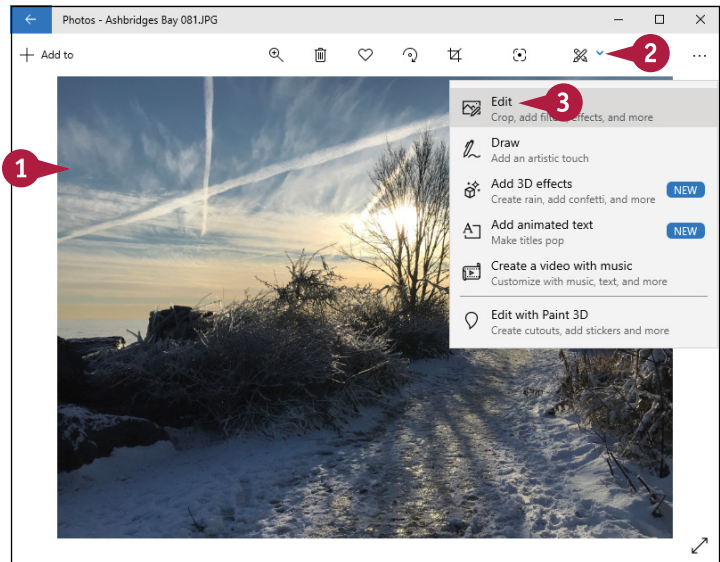 Photos - Ashbridges Bay 081.JPG
Add to
2
Edit
3
Crop, add filters, effects, and more
Draw
Add an artistic touch
1
Add 3D effects
Create rain, add confetti, and more
NEW
Add animated text
Make titles pop
NEW
Create a video with music
Customize with music, text, and more
Edit with Paint 3D
Create cutouts, add stickers and more